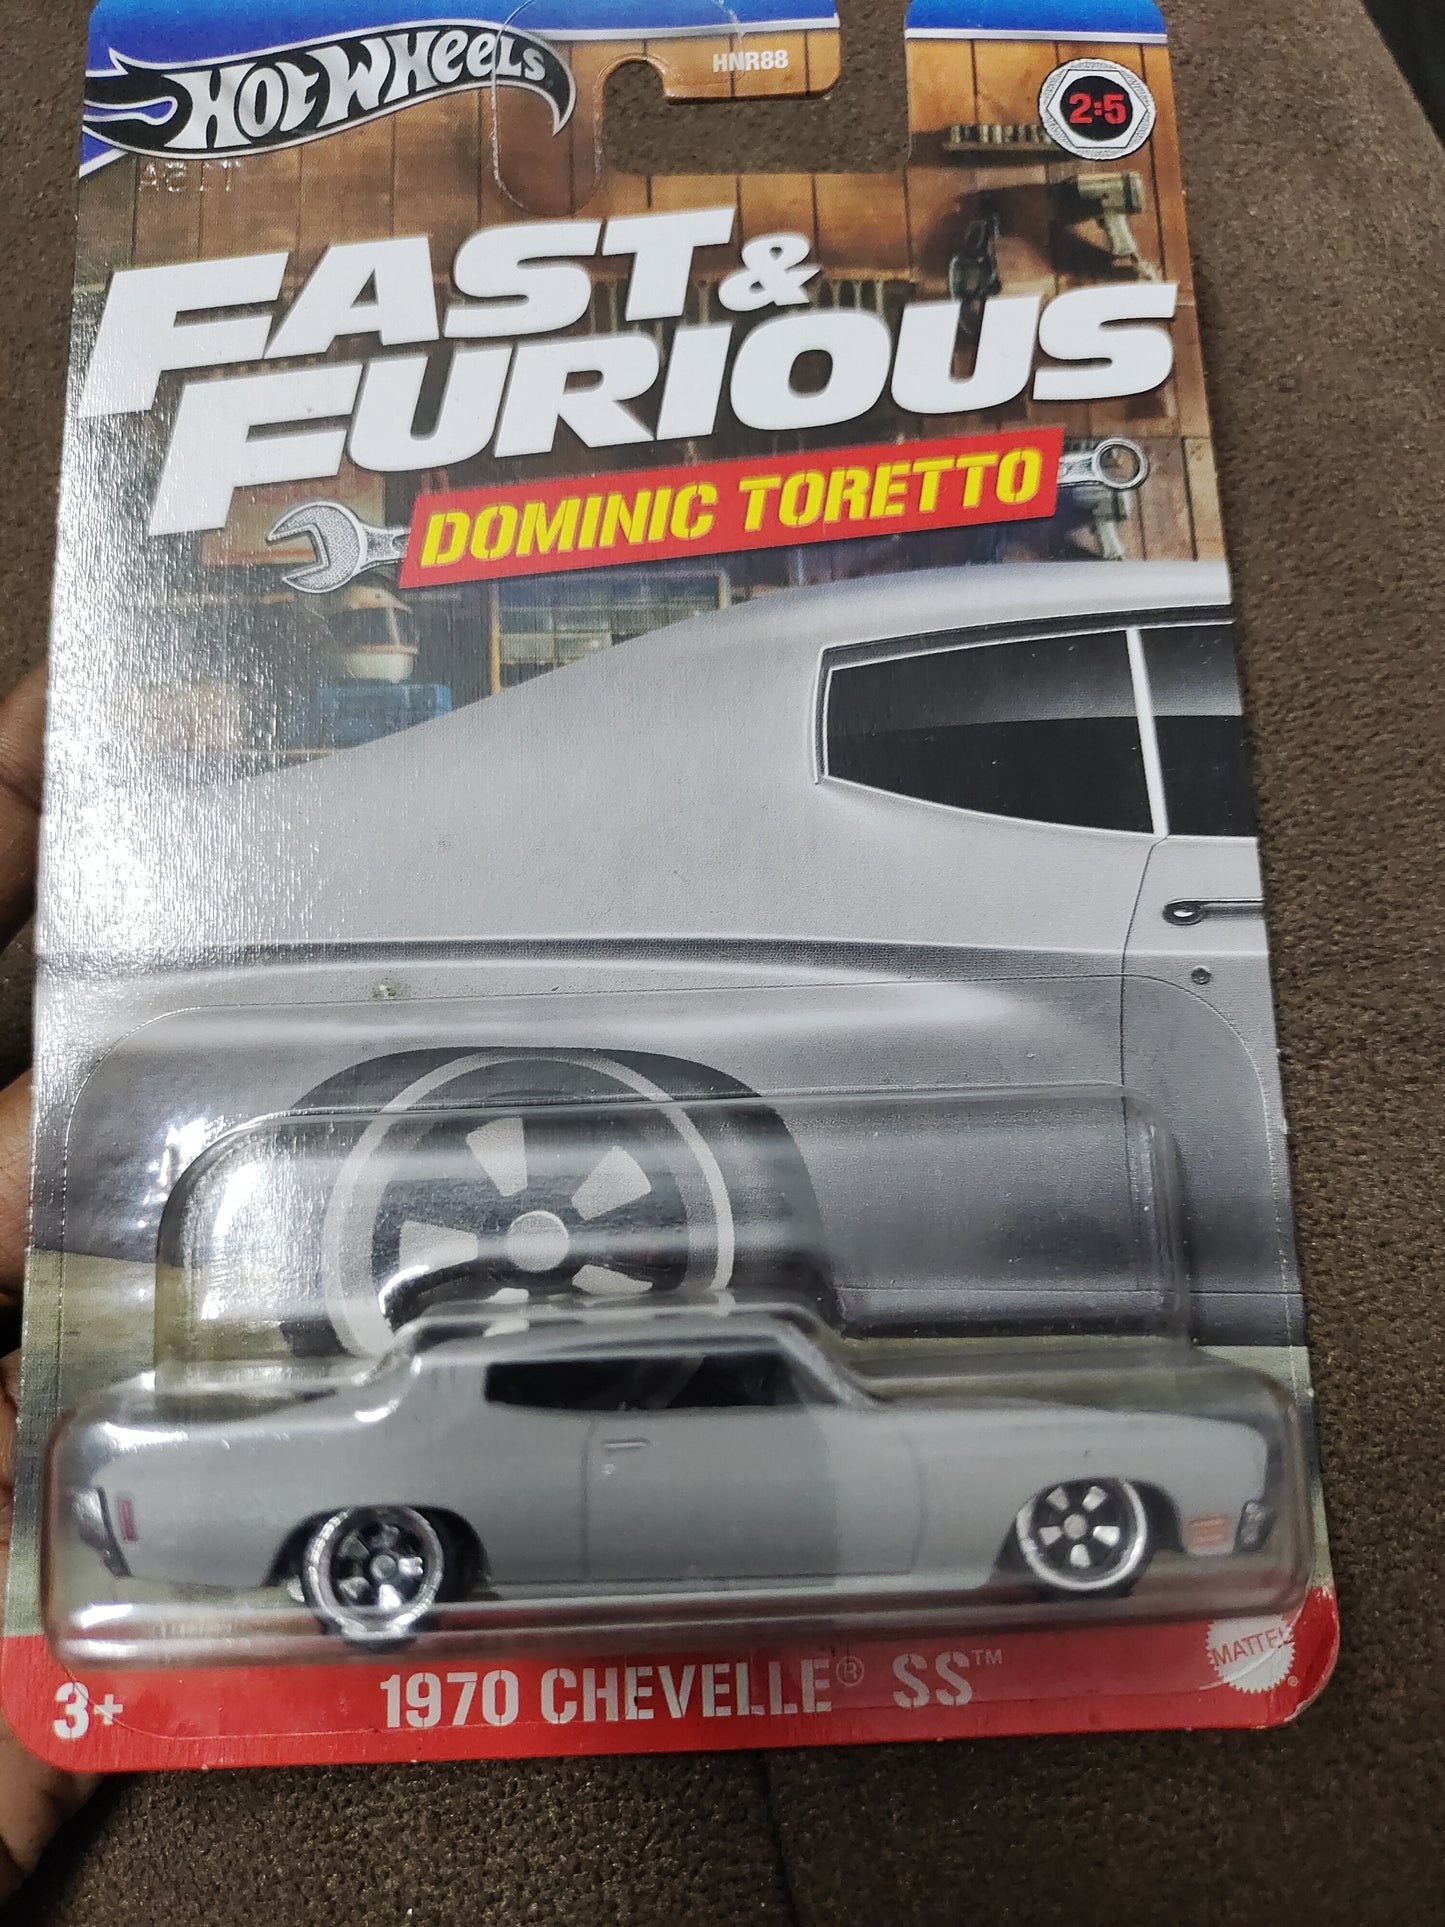 HOT WHEELS
HNR88
2:5
FAST &
FURIOUS
DOMINIC TORETTO
3+
1970 CHEVELLE® SS™
MATTEL®